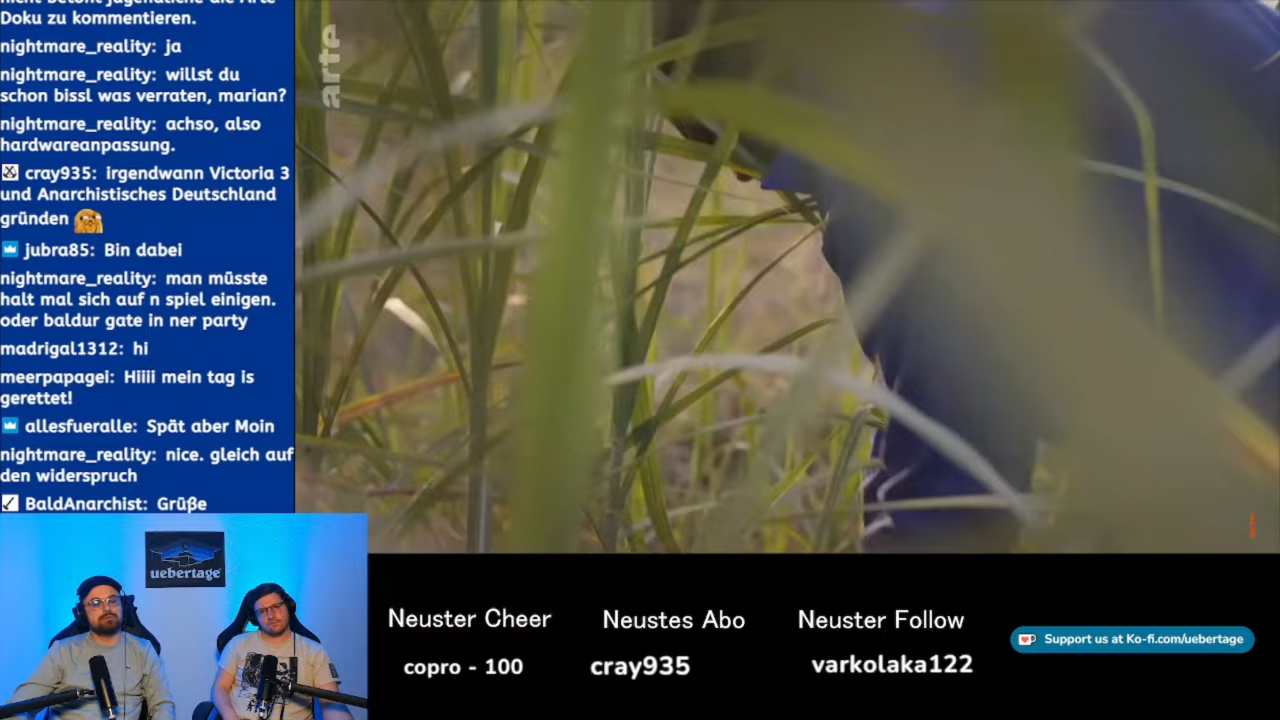 nicht betont jugendliche die Arte
Doku zu kommentieren.
nightmare_reality: ja
nightmare_reality: willst du
schon bissl was verraten, marian?
nightmare_reality: achso, also
hardwareanpassung.
cray935: irgendwann Victoria 3
und Anarchistisches Deutschland
gründen
jubra85: Bin dabei
nightmare_reality: man müsste
halt mal sich auf n spiel einigen.
oder baldur gate in ner party
madrigal1312: hi
meerpapagei: Hiiii mein tag is
gerettet!
allesfueralle: Spät aber Moin
nightmare_reality: nice. gleich auf
den widerspruch
BaldAnarchist: Grüße
arte
uebertage
Neuster Cheer
copro - 100
Neustes Abo
cray935
Neuster Follow
varkolaka122
Support us at Ko-fi.com/uebertage